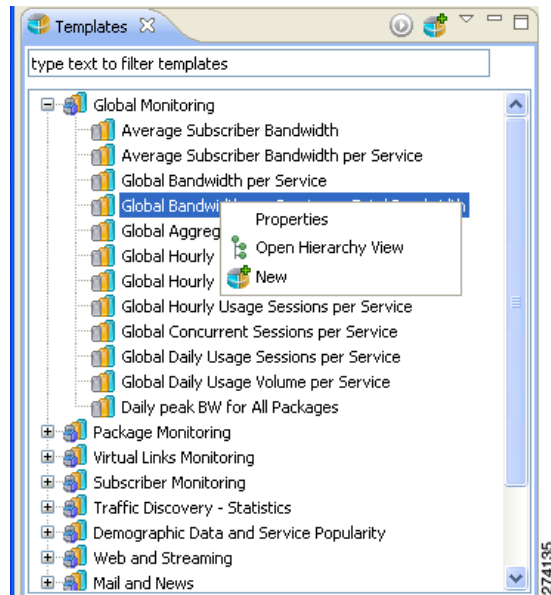 Templates
type text to filter templates
Global Monitoring
Average Subscriber Bandwidth
Average Subscriber Bandwidth per Service
Global Bandwidth per Service
Global
Properties
Global Aggreg
Open Hierarchy View
Global Hourly
New
Global Hourly
Global Hourly Usage Sessions per Service
Global Concurrent Sessions per Service
Global Daily Usage Sessions per Service
Global Daily Usage Volume per Service
Daily peak BW for All Packages
Package Monitoring
Virtual Links Monitoring
Subscriber Monitoring
Traffic Discovery - Statistics
Demographic Data and Service Popularity
Web and Streaming
Mail and News
274135